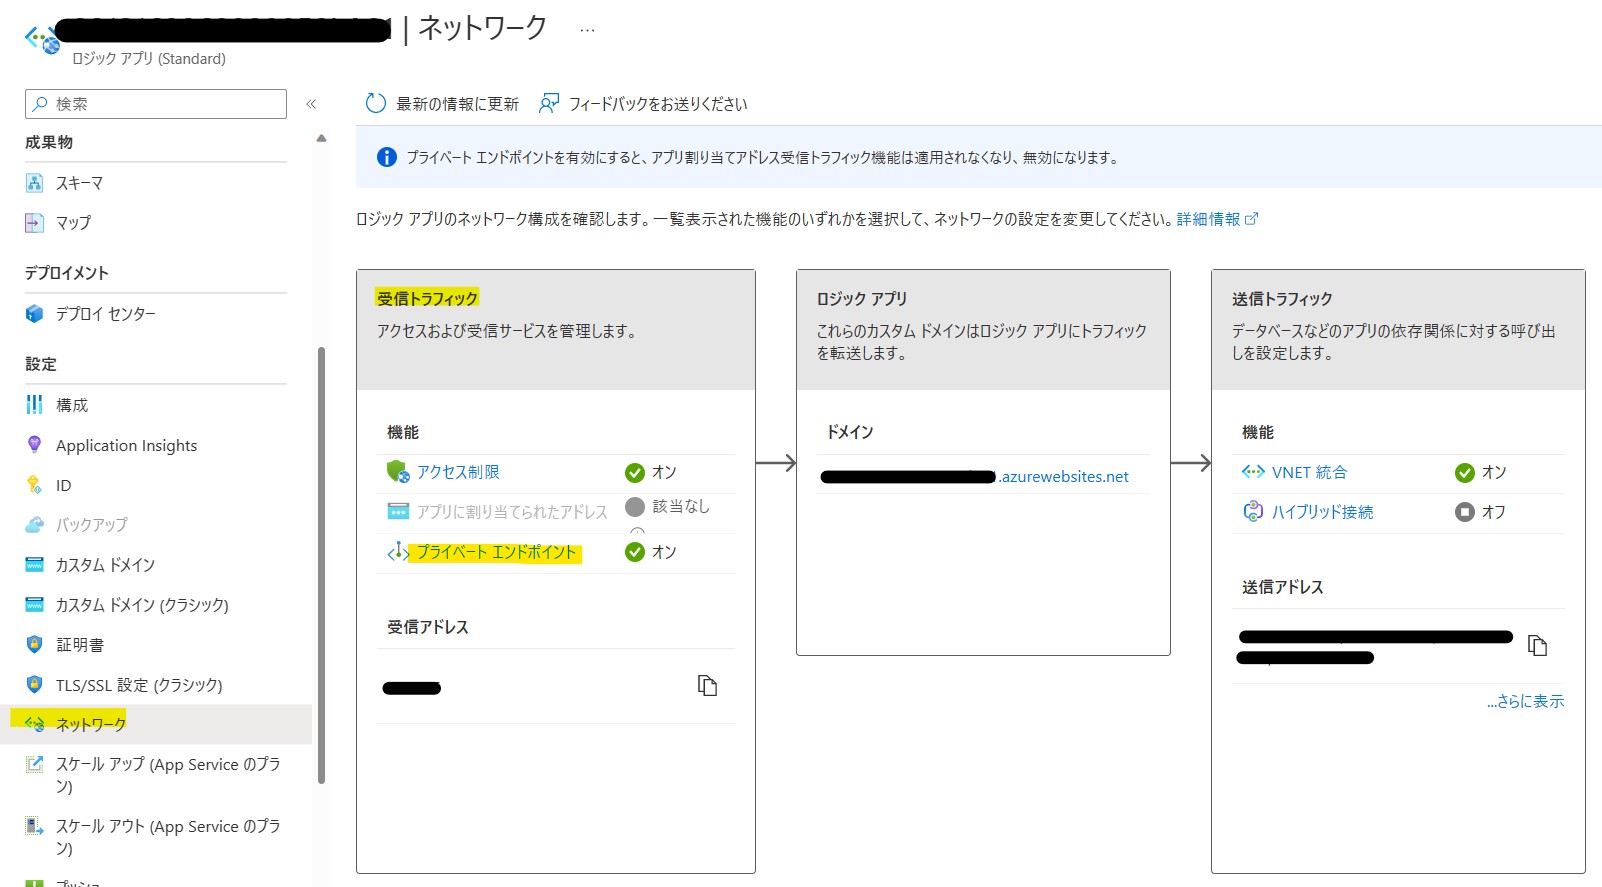 | ネットワーク …
ロジック アプリ (Standard)
検索
«
最新の情報に更新 フィードバックをお送りください
成果物
スキーマ
マップ
デプロイメント
デプロイ センター
設定
構成
Application Insights
ID
バックアップ
カスタム ドメイン
カスタム ドメイン (クラシック)
証明書
TLS/SSL 設定 (クラシック)
ネットワーク
スケール アップ (App Service のプラ
ン)
スケール アウト (App Service のプラ
ン)
プライベート エンドポイントを有効にすると、アプリ割り当てアドレス受信トラフィック機能は適用されなくなり、無効になります。
ロジック アプリのネットワーク構成を確認します。一覧表示された機能のいずれかを選択して、ネットワークの設定を変更してください。詳細情報
受信トラフィック
アクセスおよび受信サービスを管理します。
機能
アクセス制限 オン
アプリに割り当てられたアドレス 該当なし
プライベート エンドポイント オン
受信アドレス
ロジック アプリ
これらのカスタム ドメインはロジック アプリにトラフィック
を転送します。
ドメイン
.azurewebsites.net
送信トラフィック
データベースなどのアプリの依存関係に対する呼び出
しを設定します。
機能
VNET 統合 オン
ハイブリッド接続 オフ
送信アドレス
...さらに表示